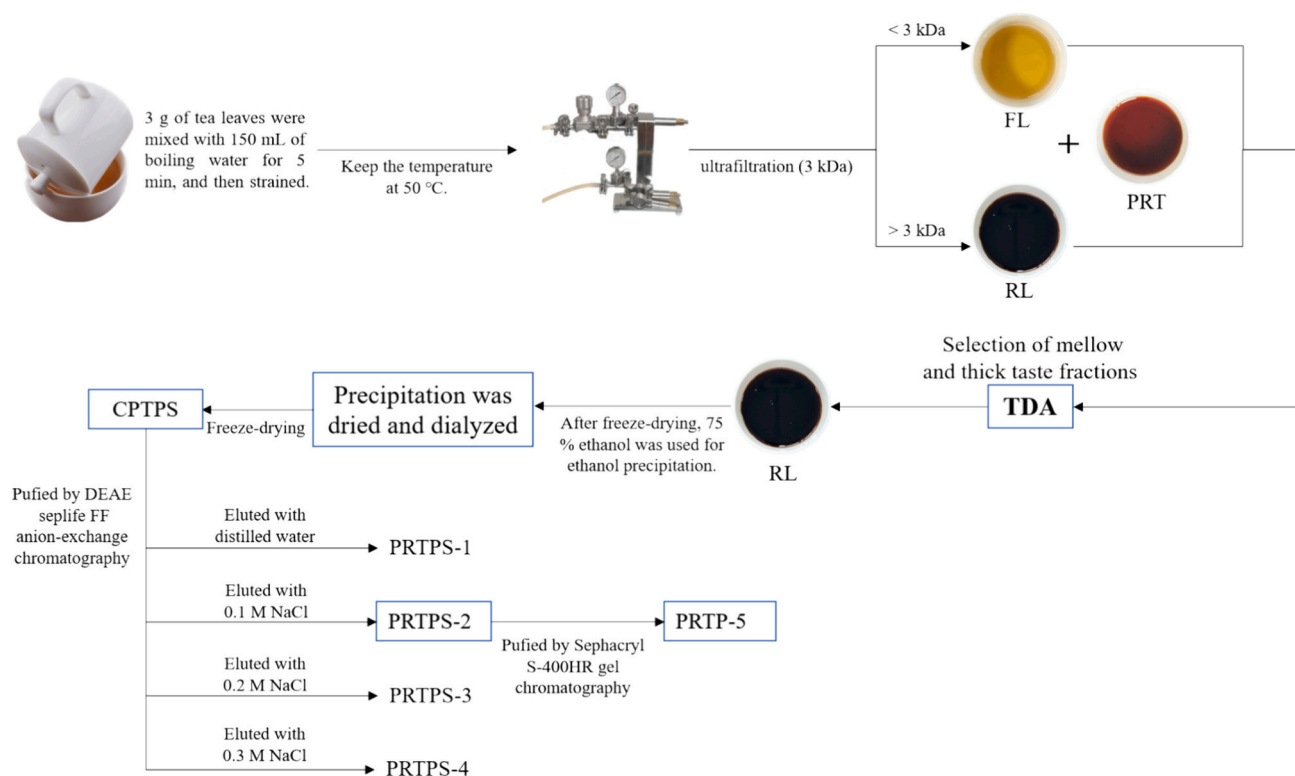 3 g of tea leaves were
mixed with 150 mL of
boiling water for 5
min, and then strained.
Keep the temperature
at 50 °C.
ultrafiltration (3 kDa)
< 3 kDa
FL
+
PRT
> 3 kDa
RL
Selection of mellow
and thick taste fractions
TDA
RL
After freeze-drying, 75
% ethanol was used for
ethanol precipitation.
Precipitation was
dried and dialyzed
Freeze-drying
CPTPS
Pufied by DEAE
seplife FF
anion-exchange
chromatography
Eluted with
distilled water
PRTPS-1
Eluted with
0.1 M NaCl
PRTPS-2
Pufied by Sephacryl
S-400HR gel
chromatography
PRTP-5
Eluted with
0.2 M NaCl
PRTPS-3
Eluted with
0.3 M NaCl
PRTPS-4